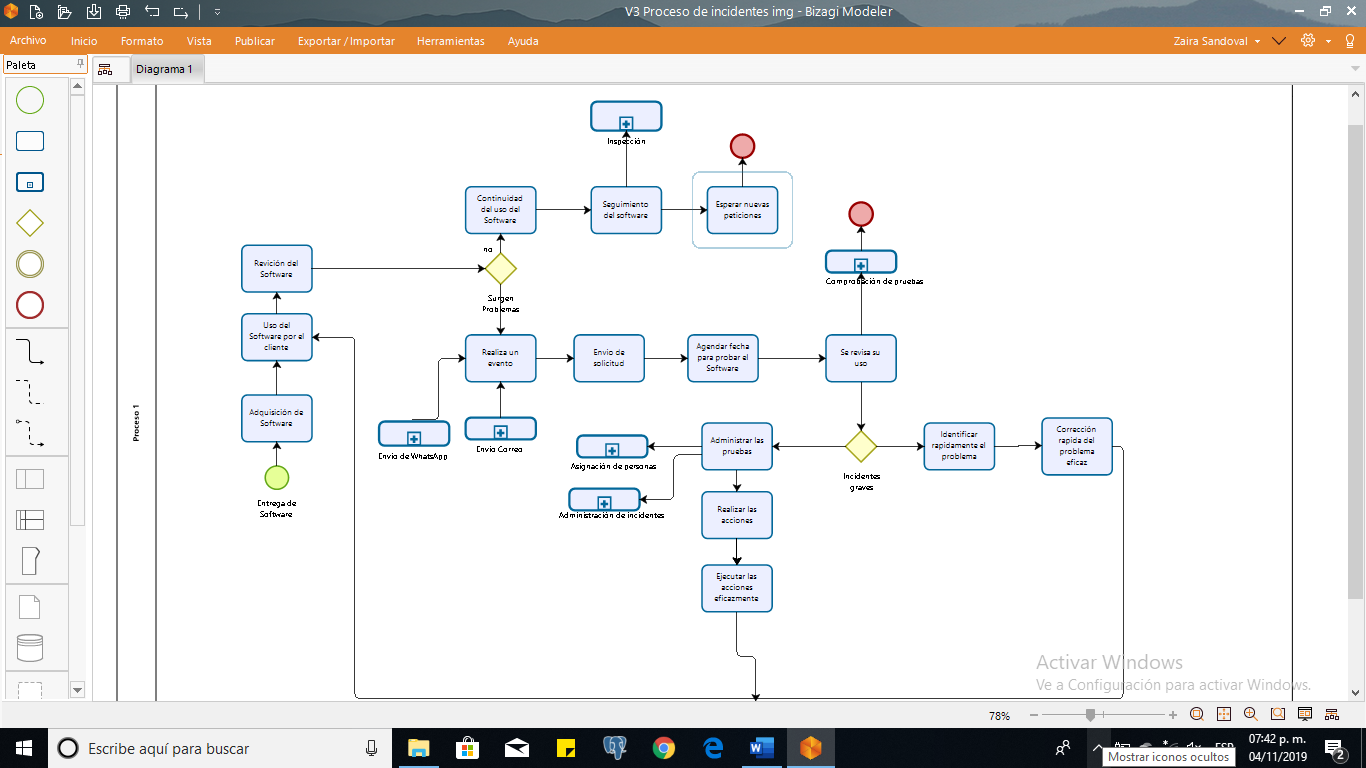 V3 Proceso de incidentes img - Bizagi Modeler
Archivo Inicio Formato Vista Publicar Exportar / Importar Herramientas Ayuda
Zaira Sandoval
Paleta
Diagrama 1
Proceso 1
Inspección
Continuidad
del uso del
Software
Seguimiento
del software
Esperar nuevas
peticiones
no
Revición del
Software
Surgen
Problemas
Comprobación de pruebas
Uso del
Software por el
cliente
Realiza un
evento
Envio de
solicitud
Agendar fecha
para probar el
Software
Se revisa su
uso
Adquisición de
Software
Envio de WhatsApp
Envio Correo
Asignación de personas
Administrar las
pruebas
Incidentes
graves
Identificar
rapidamente el
problema
Corrección
rapida del
problema
eficaz
Entrega de
Software
Administración de incidentes
Realizar las
acciones
Ejecutar las
acciones
eficazmente
Activar Windows
Ve a Configuración para activar Windows.
78%
Escribe aquí para buscar
07:42 p. m.
04/11/2019
2
Mostrar iconos ocultos